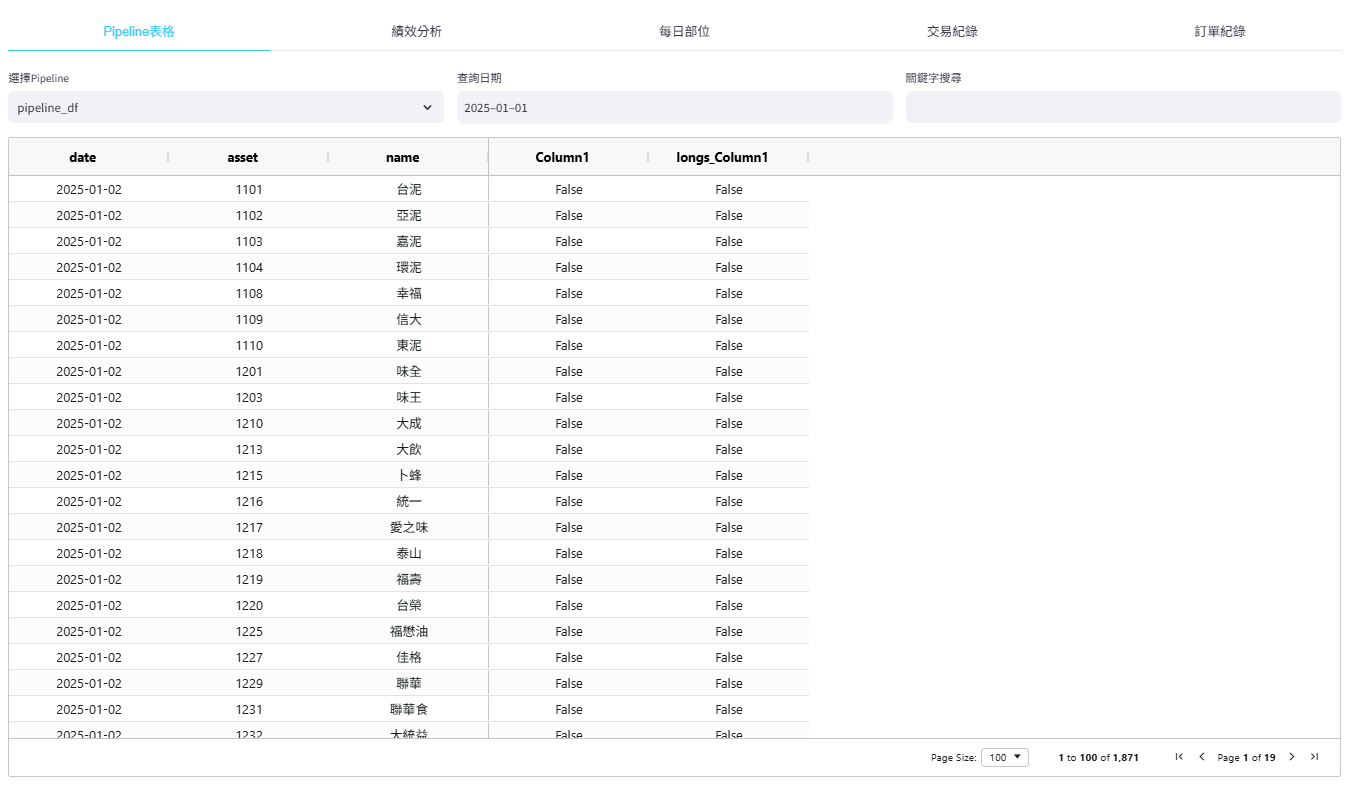 Pipeline表格 績效分析 每日部位 交易紀錄 訂單紀錄
選擇Pipeline 查詢日期 關鍵字搜尋
pipeline_df 2025-01-01
date asset name Column1 longs_Column1
2025-01-02 1101 台泥 False False
2025-01-02 1102 亞泥 False False
2025-01-02 1103 嘉泥 False False
2025-01-02 1104 環泥 False False
2025-01-02 1108 幸福 False False
2025-01-02 1109 信大 False False
2025-01-02 1110 東泥 False False
2025-01-02 1201 味全 False False
2025-01-02 1203 味王 False False
2025-01-02 1210 大成 False False
2025-01-02 1213 大飲 False False
2025-01-02 1215 卜蜂 False False
2025-01-02 1216 統一 False False
2025-01-02 1217 愛之味 False False
2025-01-02 1218 泰山 False False
2025-01-02 1219 福壽 False False
2025-01-02 1220 台榮 False False
2025-01-02 1225 福懋油 False False
2025-01-02 1227 佳格 False False
2025-01-02 1229 聯華 False False
2025-01-02 1231 聯華食 False False
2025-01-02 1232 大統益 False False
Page Size: 100 1 to 100 of 1,871 Page 1 of 19